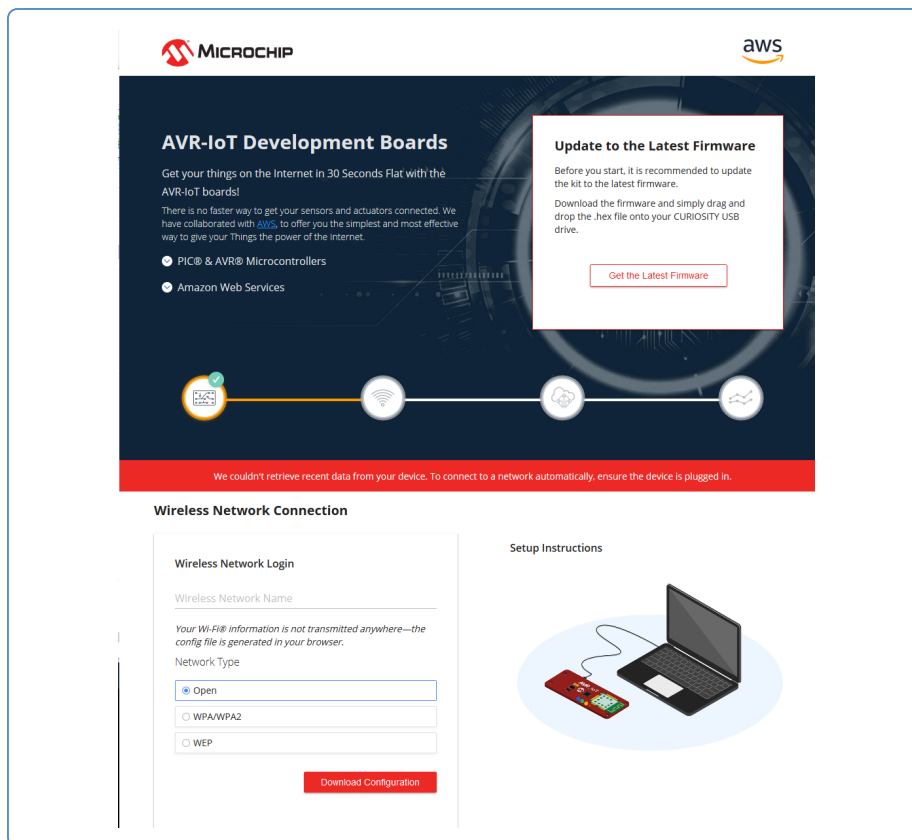 MICROCHIP
aws
AVR-IoT Development Boards
Get your things on the Internet in 30 Seconds Flat with the
AVR-IoT boards!
There is no faster way to get your sensors and actuators connected. We
have collaborated with AWS, to offer you the simplest and most effective
way to give your Things the power of the Internet.
PIC® & AVR® Microcontrollers
Amazon Web Services
Update to the Latest Firmware
Before you start, it is recommended to update
the kit to the latest firmware.
Download the firmware and simply drag and
drop the .hex file onto your CURIOSITY USB
drive.
Get the Latest Firmware
We couldn't retrieve recent data from your device. To connect to a network automatically, ensure the device is plugged in.
Wireless Network Connection
Wireless Network Login
Wireless Network Name
Your Wi-Fi® information is not transmitted anywhere—the
config file is generated in your browser.
Network Type
Open
WPA/WPA2
WEP
Download Configuration
Setup Instructions
AVR IoT